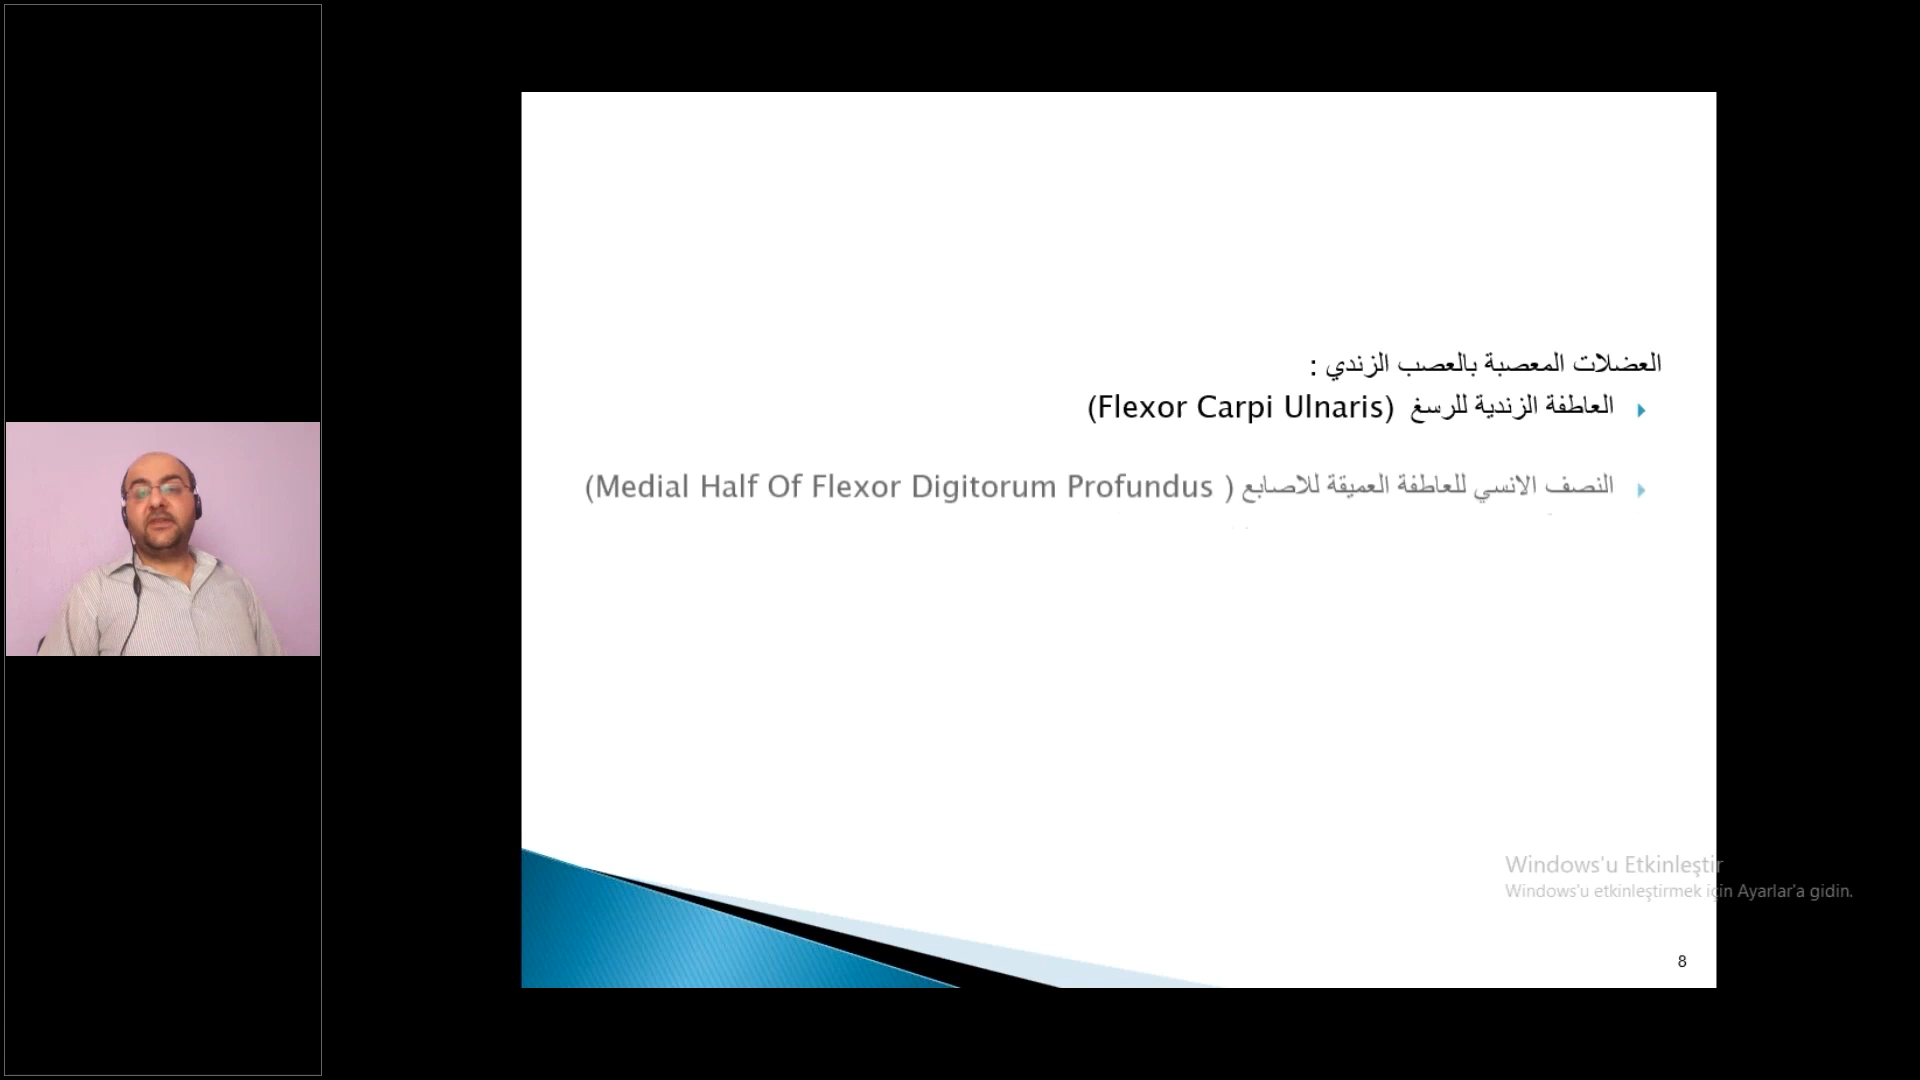 العضلات المعصبة بالعصب الزندي :
العاطفة الزندية للرسغ (Flexor Carpi Ulnaris)
النصف الانسي للعاطفة العميقة للاصابع ( Medial Half Of Flexor Digitorum Profundus)
Windows'u Etkinleştir
Windows'u etkinleştirmek için Ayarlar'a gidin.
8